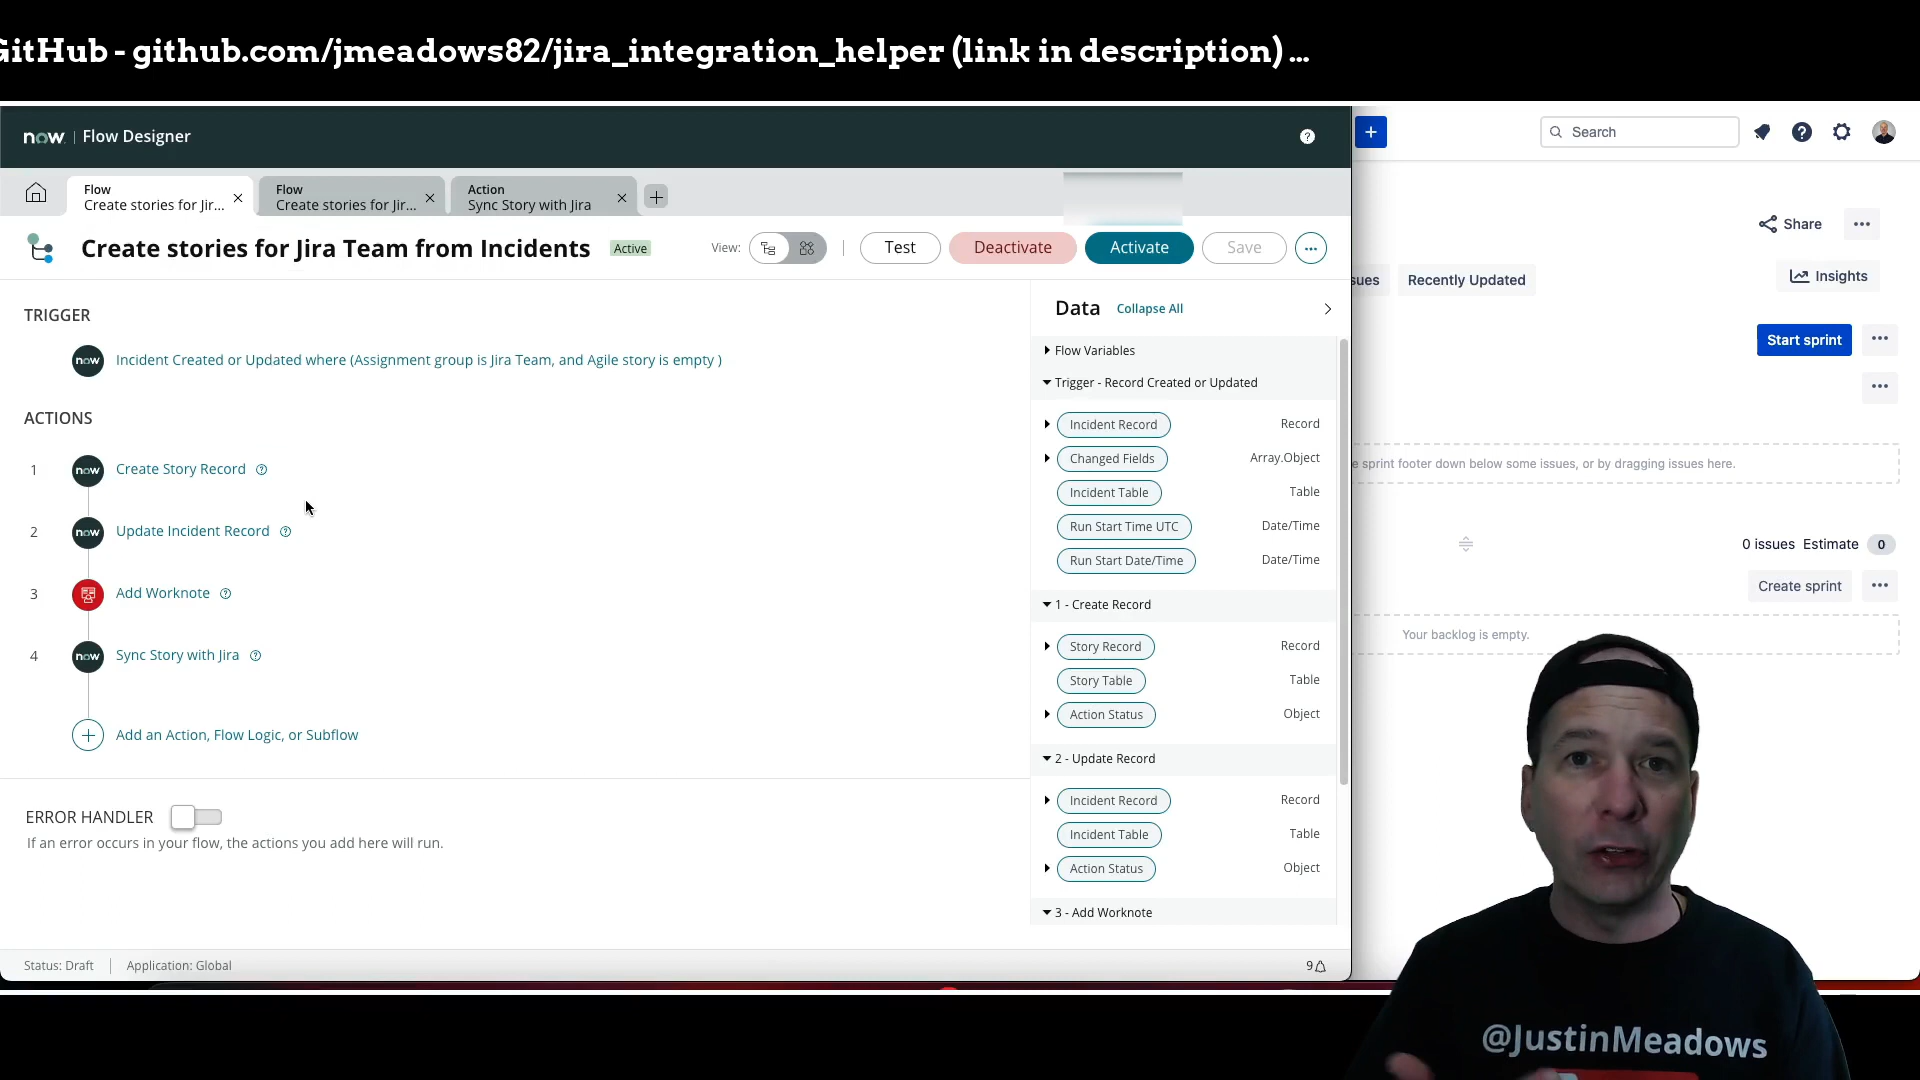 GitHub - github.com/jmeadows82/jira_integration_helper (link in description) ...
now | Flow Designer
Search
Flow
Create stories for Jir...
Flow
Create stories for Jir...
Action
Sync Story with Jira
Create stories for Jira Team from Incidents
Active
View:
Test
Deactivate
Activate
Save
Share
Insights
sues
Recently Updated
Start sprint
TRIGGER
now
Incident Created or Updated where (Assignment group is Jira Team, and Agile story is empty )
ACTIONS
1
now
Create Story Record
2
now
Update Incident Record
3
Add Worknote
4
now
Sync Story with Jira
Add an Action, Flow Logic, or Subflow
ERROR HANDLER
If an error occurs in your flow, the actions you add here will run.
Data
Collapse All
Flow Variables
Trigger - Record Created or Updated
Incident Record
Record
Changed Fields
Array.Object
Incident Table
Table
Run Start Time UTC
Date/Time
Run Start Date/Time
Date/Time
1 - Create Record
Story Record
Record
Story Table
Table
Action Status
Object
2 - Update Record
Incident Record
Record
Incident Table
Table
Action Status
Object
3 - Add Worknote
e sprint footer down below some issues, or by dragging issues here.
0 issues Estimate 0
Create sprint
Your backlog is empty.
Status: Draft | Application: Global
9
@JustinMeadows